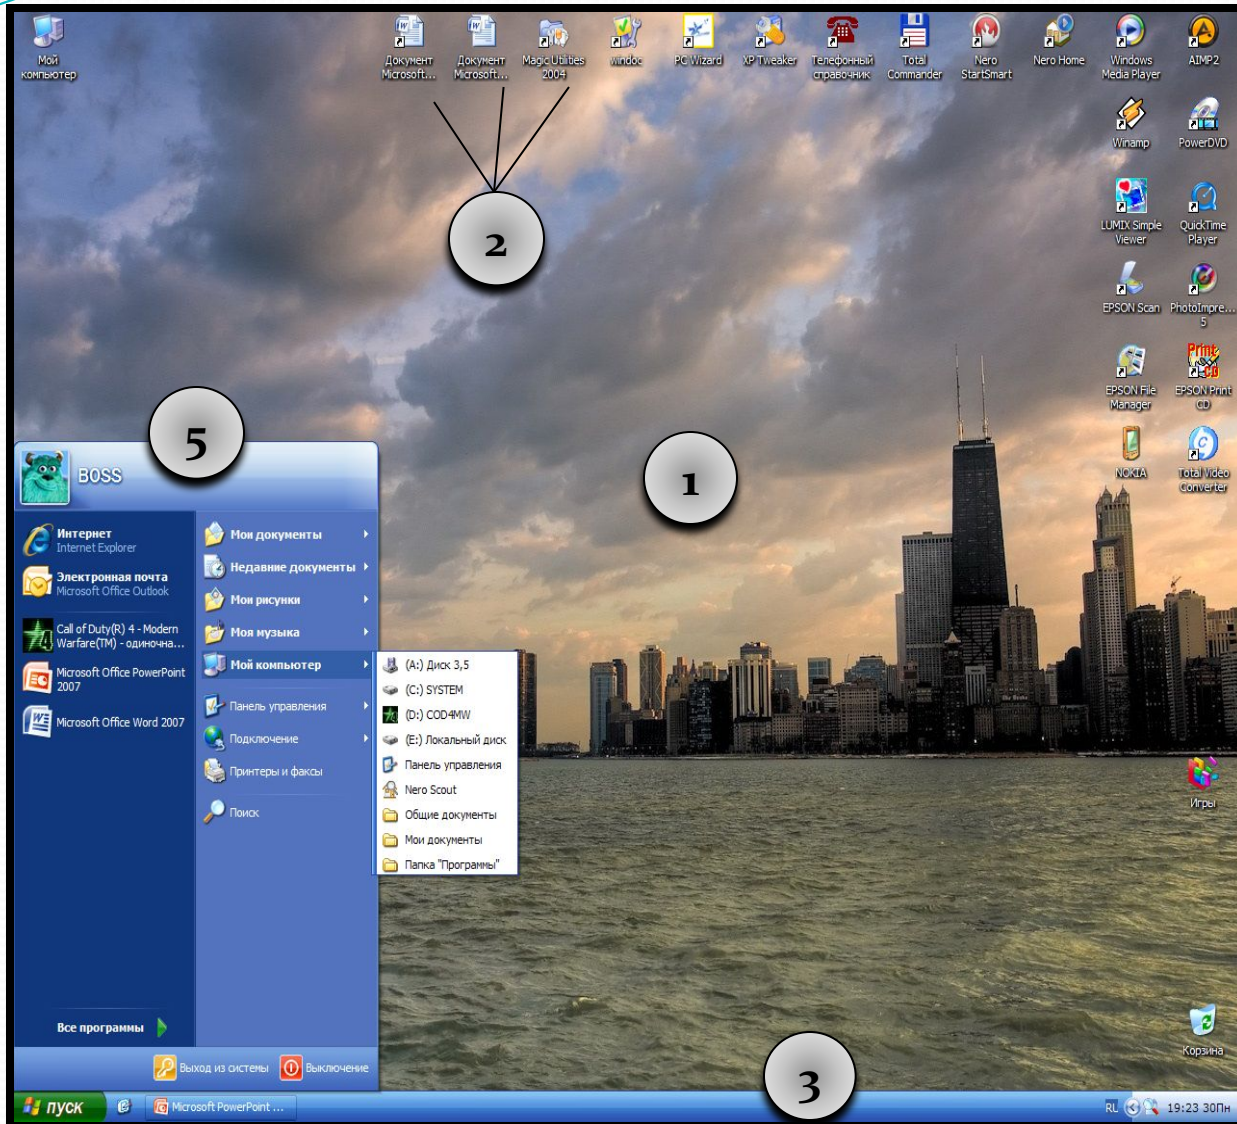 Мой
компьютер
Документ
Microsoft...
Документ
Microsoft...
Magic Utilities
2004
windoc
PC Wizard
XP Tweaker
Телефонный
справочник
Total
Commander
Nero
StartSmart
Nero Home
Windows
Media Player
AIMP2
Winamp
PowerDVD
2
LUMIX Simple
Viewer
QuickTime
Player
EPSON Scan
PhotoImpre...
5
Print
CD
EPSON File
Manager
EPSON Print
CD
NOKIA
Total Video
Converter
5
1
BOSS
Интернет
Internet Explorer
Электронная почта
Microsoft Office Outlook
Call of Duty(R) 4 - Modern
Warfare(TM) - одиночна...
Microsoft Office PowerPoint
2007
Microsoft Office Word 2007
Мои документы
Недавние документы
Мои рисунки
Моя музыка
Мой компьютер
Панель управления
Подключение
Принтеры и факсы
Поиск
(A:) Диск 3,5
(C:) SYSTEM
(D:) COD4MW
(E:) Локальный диск
Панель управления
Nero Scout
Общие документы
Мои документы
Папка "Программы"
Игры
Корзина
Все программы
Выход из системы
Выключение
3
пуск
Microsoft PowerPoint ...
RU
19:23 30Пн